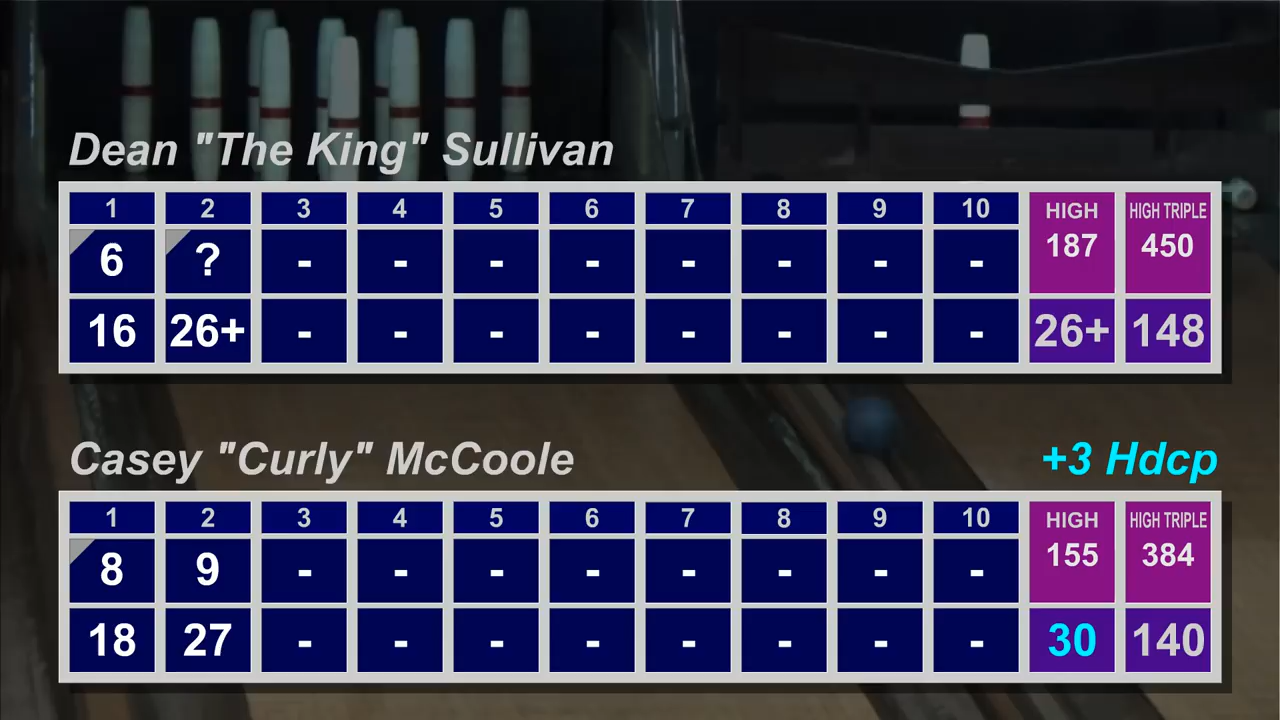 Dean "The King" Sullivan
1 2 3 4 5 6 7 8 9 10 HIGH HIGH TRIPLE
6 ? - - - - - - - - 187 450
16 26+ - - - - - - - - 26+ 148
Casey "Curly" McCoole +3 Hdcp
1 2 3 4 5 6 7 8 9 10 HIGH HIGH TRIPLE
8 9 - - - - - - - - 155 384
18 27 - - - - - - - - 30 140